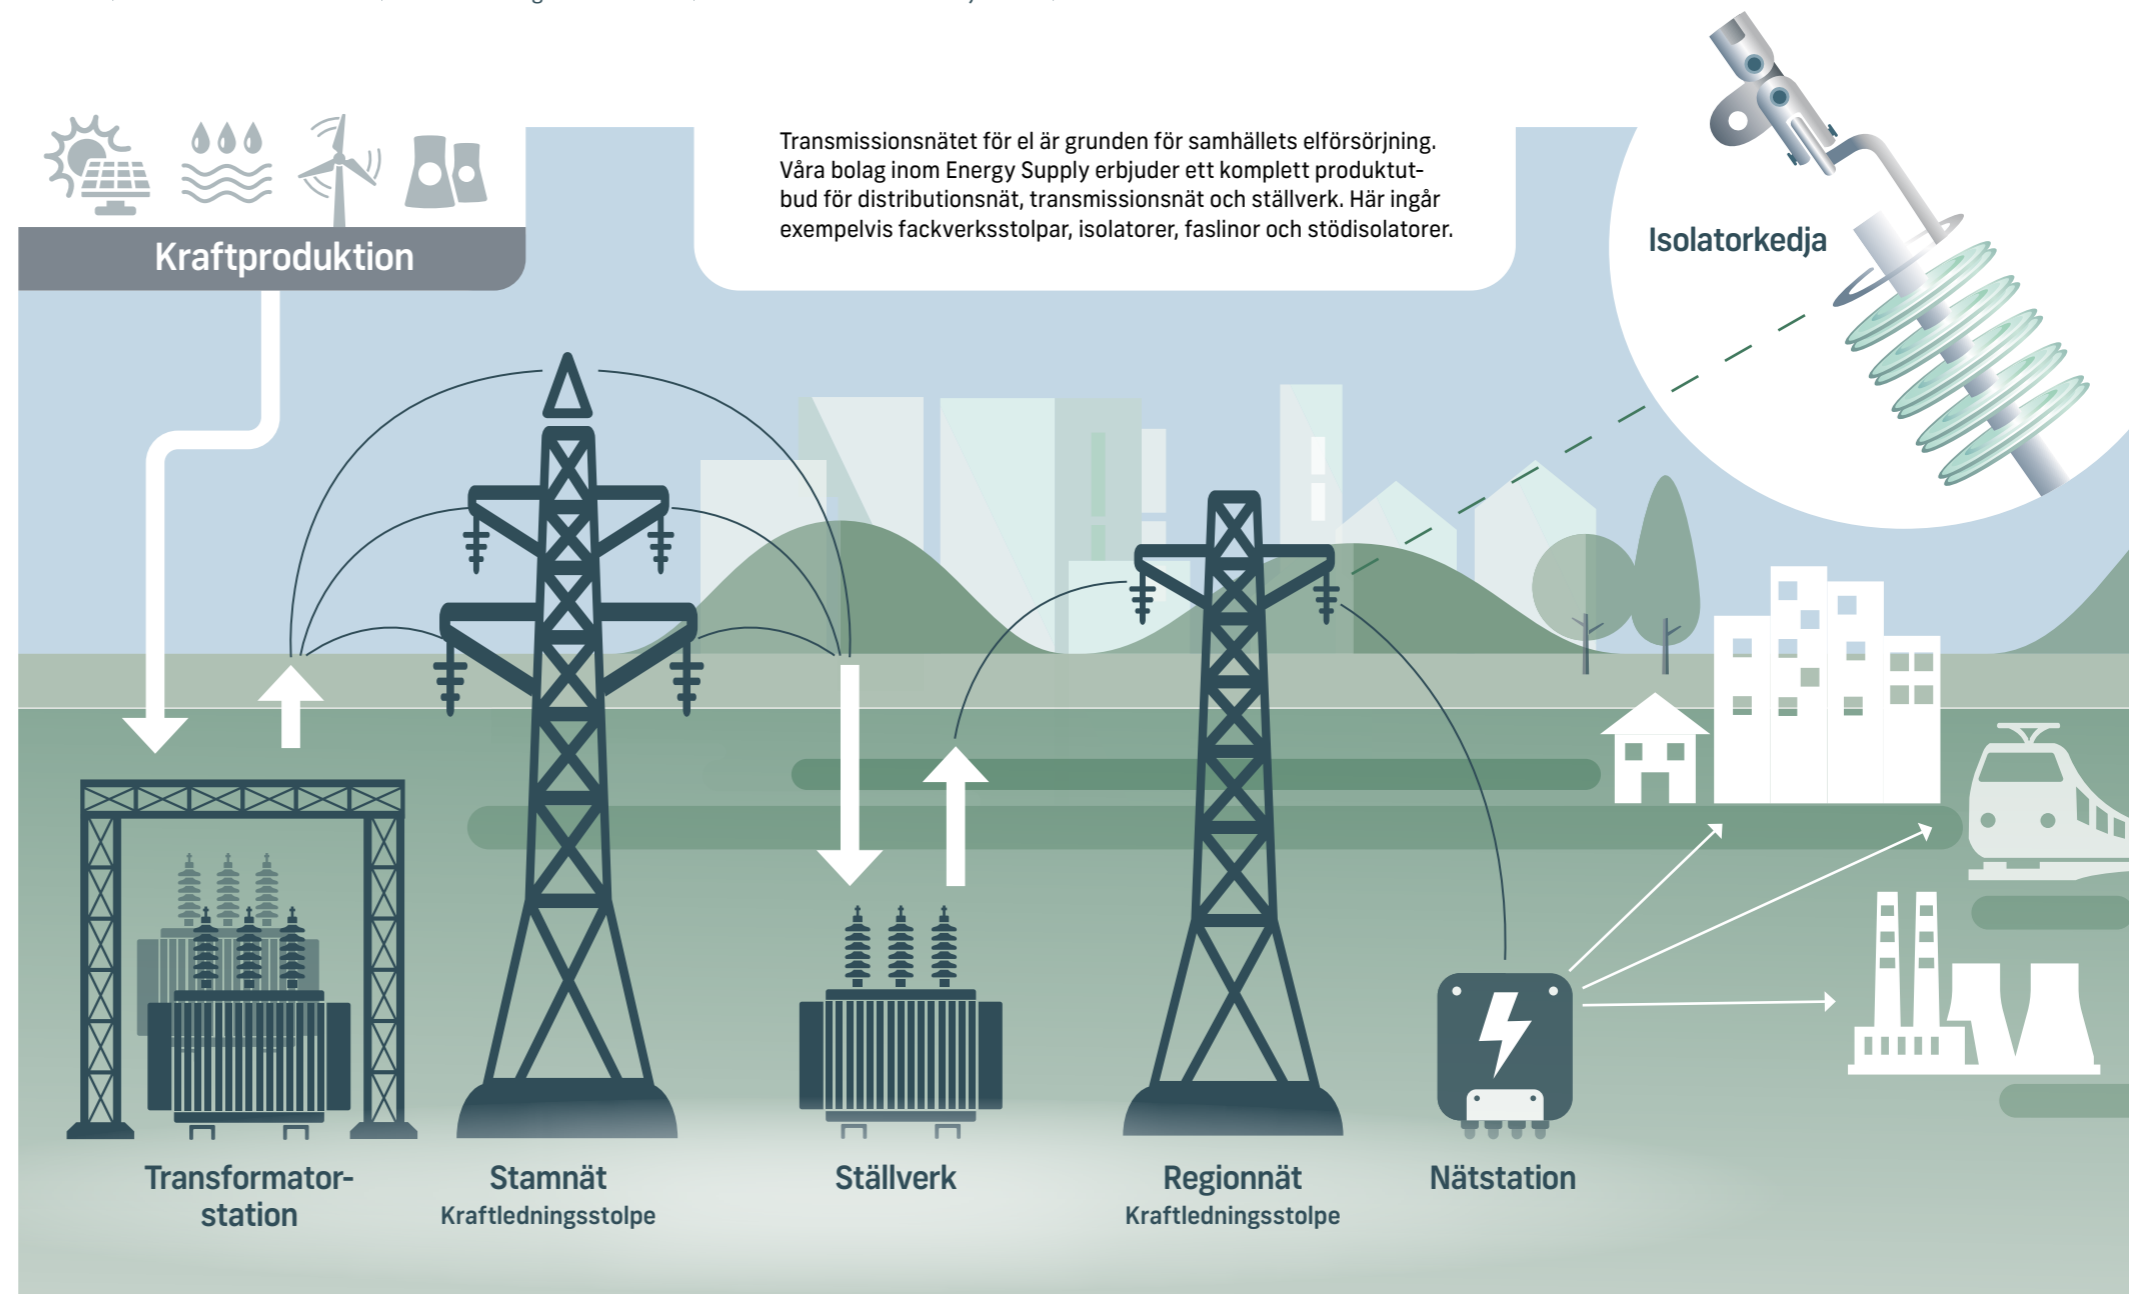 Transmissionsnätet för el är grunden för samhällets elförsörjning.
Våra bolag inom Energy Supply erbjuder ett komplett produktut-
bud för distributionsnät, transmissionsnät och ställverk. Här ingår
exempelvis fackverksstolpar, isolatorer, faslinor och stödisolatorer.
Kraftproduktion
Isolatorkedja
Transformator-
station
Stamnät
Kraftledningsstolpe
Ställverk
Regionnät
Kraftledningsstolpe
Nätstation